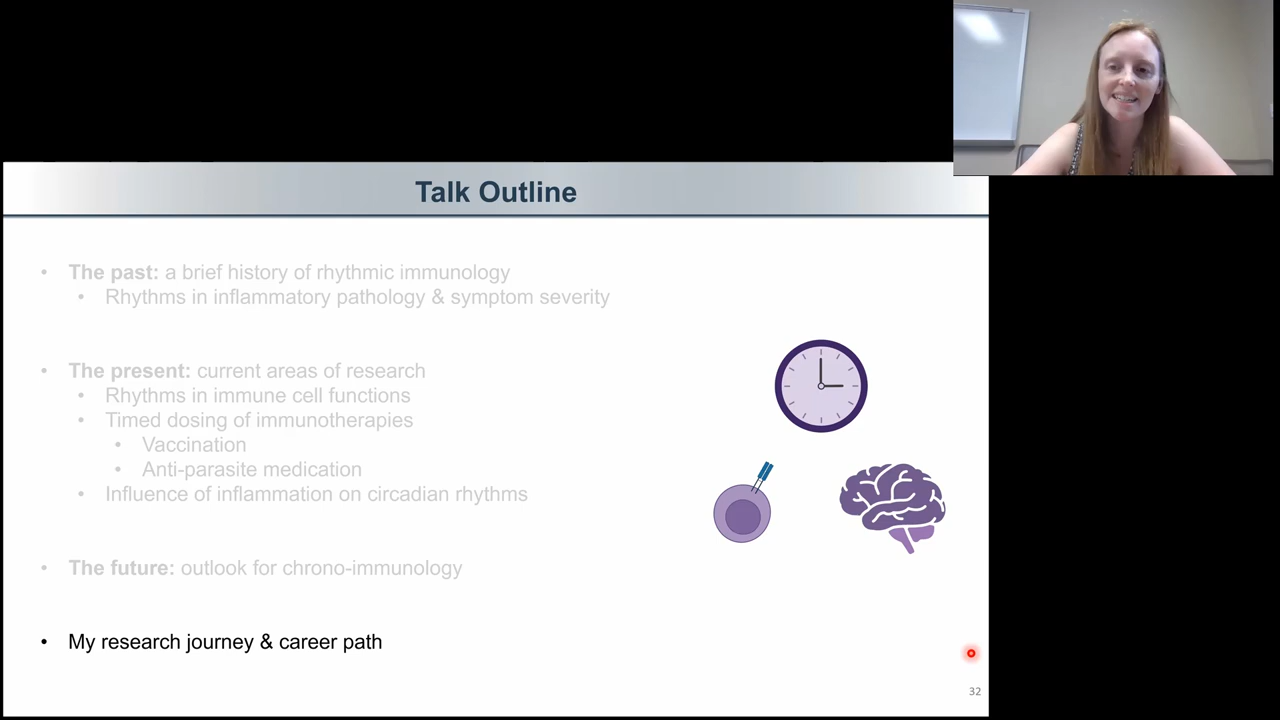 Talk Outline
• The past: a brief history of rhythmic immunology
• Rhythms in inflammatory pathology & symptom severity
• The present: current areas of research
• Rhythms in immune cell functions
• Timed dosing of immunotherapies
• Vaccination
• Anti-parasite medication
• Influence of inflammation on circadian rhythms
• The future: outlook for chrono-immunology
• My research journey & career path
32